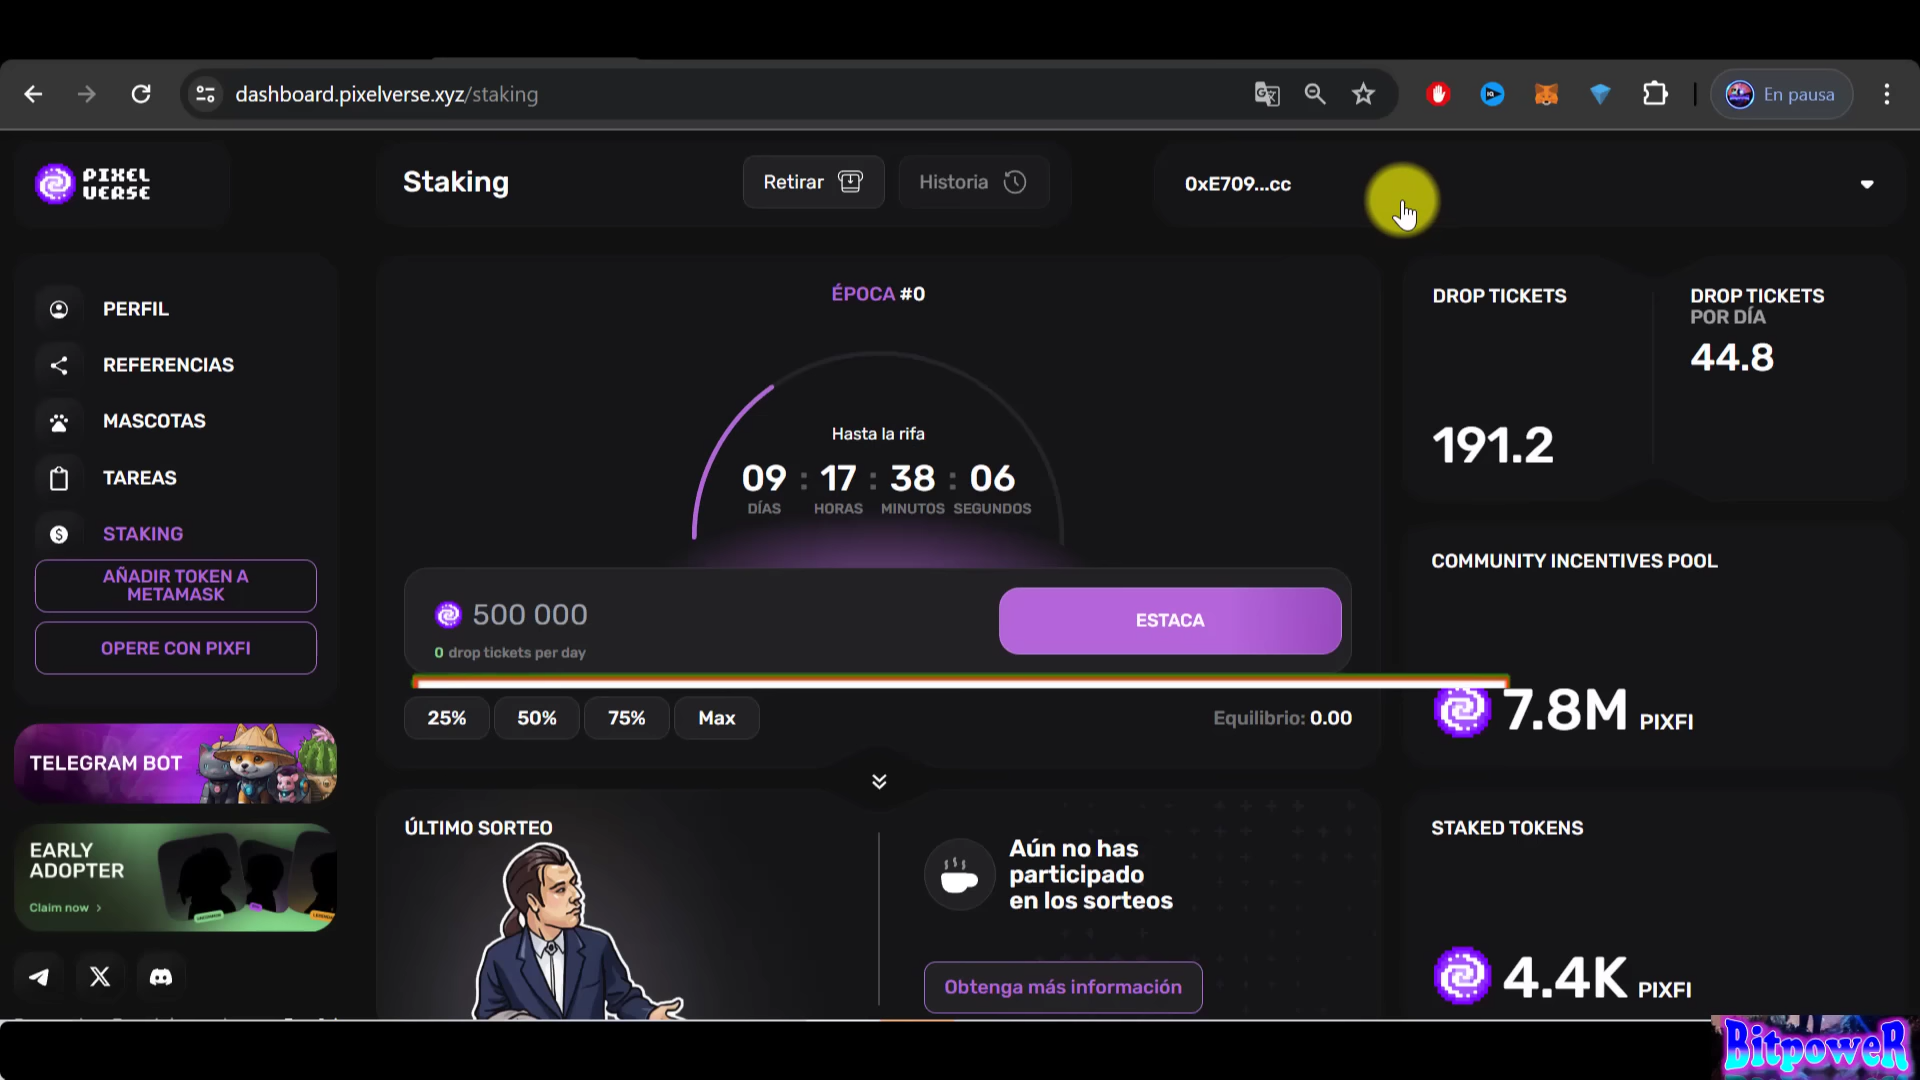 dashboard.pixelverse.xyz/staking
En pausa
PIXEL
VERSE
Staking
Retirar
Historia
0xE709...cc
PERFIL
REFERENCIAS
MASCOTAS
TAREAS
STAKING
AÑADIR TOKEN A
METAMASK
OPERE CON PIXFI
TELEGRAM BOT
EARLY
ADOPTER
Claim now >
ÉPOCA #0
Hasta la rifa
09 : 17 : 38 : 06
DÍAS HORAS MINUTOS SEGUNDOS
500 000
0 drop tickets per day
ESTACA
25% 50% 75% Max
Equilibrio: 0.00
ÚLTIMO SORTEO
Aún no has
participado
en los sorteos
Obtenga más información
DROP TICKETS
191.2
DROP TICKETS
POR DÍA
44.8
COMMUNITY INCENTIVES POOL
7.8M PIXFI
STAKED TOKENS
4.4K PIXFI
BitpoweR